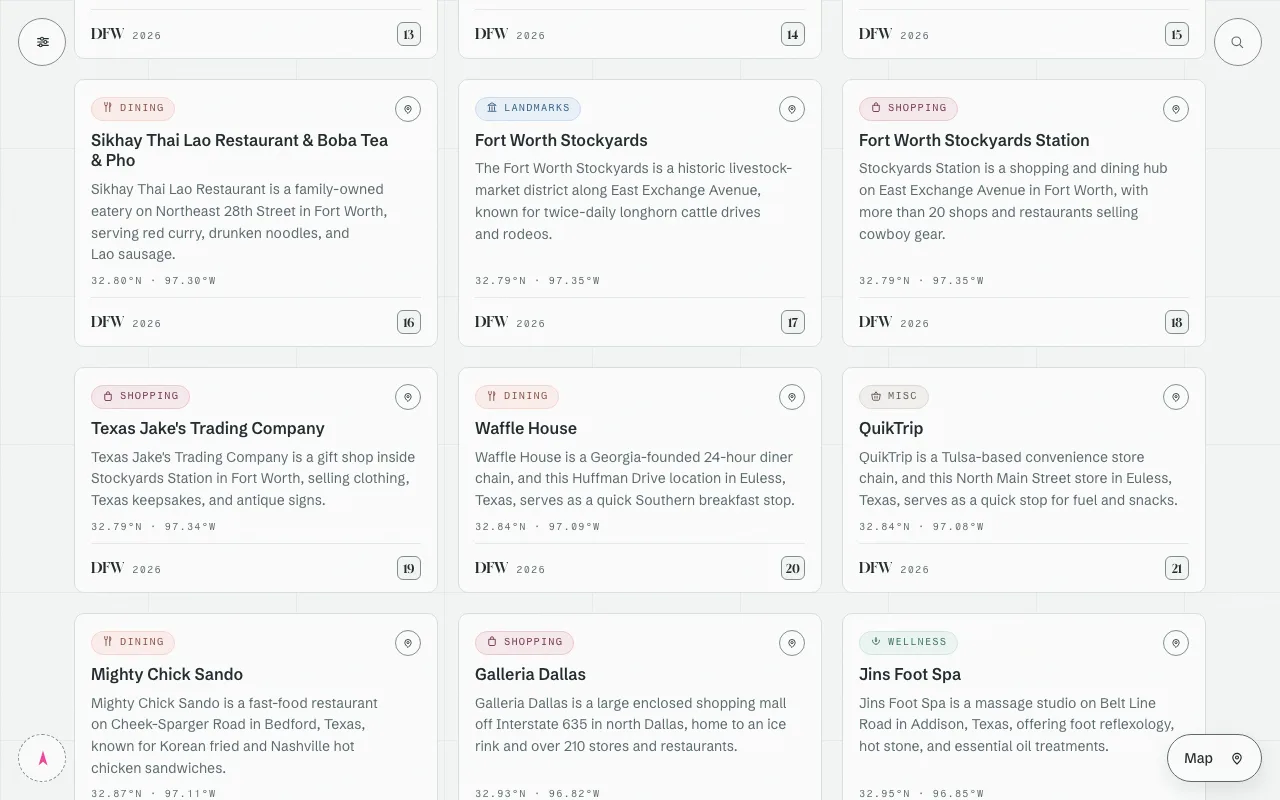 DFW 2026 13
DFW 2026 14
DFW 2026 15
DINING
Sikhay Thai Lao Restaurant & Boba Tea
& Pho
Sikhay Thai Lao Restaurant is a family-owned
eatery on Northeast 28th Street in Fort Worth,
serving red curry, drunken noodles, and
Lao sausage.
32.80°N · 97.30°W
DFW 2026 16
LANDMARKS
Fort Worth Stockyards
The Fort Worth Stockyards is a historic livestock-
market district along East Exchange Avenue,
known for twice-daily longhorn cattle drives
and rodeos.
32.79°N · 97.35°W
DFW 2026 17
SHOPPING
Fort Worth Stockyards Station
Stockyards Station is a shopping and dining hub
on East Exchange Avenue in Fort Worth, with
more than 20 shops and restaurants selling
cowboy gear.
32.79°N · 97.35°W
DFW 2026 18
SHOPPING
Texas Jake's Trading Company
Texas Jake's Trading Company is a gift shop inside
Stockyards Station in Fort Worth, selling clothing,
Texas keepsakes, and antique signs.
32.79°N · 97.34°W
DFW 2026 19
DINING
Waffle House
Waffle House is a Georgia-founded 24-hour diner
chain, and this Huffman Drive location in Euless,
Texas, serves as a quick Southern breakfast stop.
32.84°N · 97.09°W
DFW 2026 20
MISC
QuikTrip
QuikTrip is a Tulsa-based convenience store
chain, and this North Main Street store in Euless,
Texas, serves as a quick stop for fuel and snacks.
32.84°N · 97.08°W
DFW 2026 21
DINING
Mighty Chick Sando
Mighty Chick Sando is a fast-food restaurant
on Cheek-Sparger Road in Bedford, Texas,
known for Korean fried and Nashville hot
chicken sandwiches.
32.87°N · 97.11°W
SHOPPING
Galleria Dallas
Galleria Dallas is a large enclosed shopping mall
off Interstate 635 in north Dallas, home to an ice
rink and over 210 stores and restaurants.
32.93°N · 96.82°W
WELLNESS
Jins Foot Spa
Jins Foot Spa is a massage studio on Belt Line
Road in Addison, Texas, offering foot reflexology,
hot stone, and essential oil treatments.
32.95°N · 96.85°W
Map